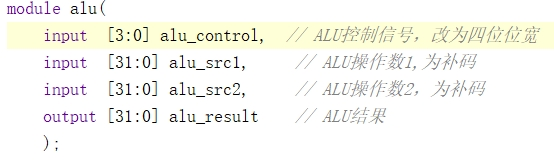 module alu(
input [3:0] alu_control, // ALU控制信号，改为四位位宽
input [31:0] alu_src1, // ALU操作数1,为补码
input [31:0] alu_src2, // ALU操作数2，为补码
output [31:0] alu_result // ALU结果
);